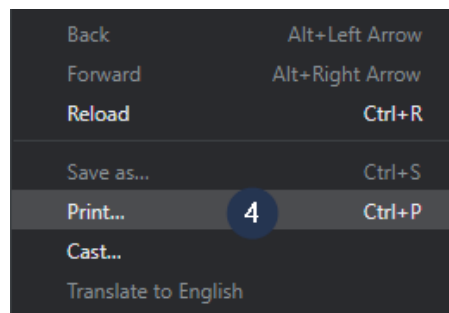 Back Alt+Left Arrow
Forward Alt+Right Arrow
Reload Ctrl+R
Save as... Ctrl+S
Print... 4 Ctrl+P
Cast...
Translate to English